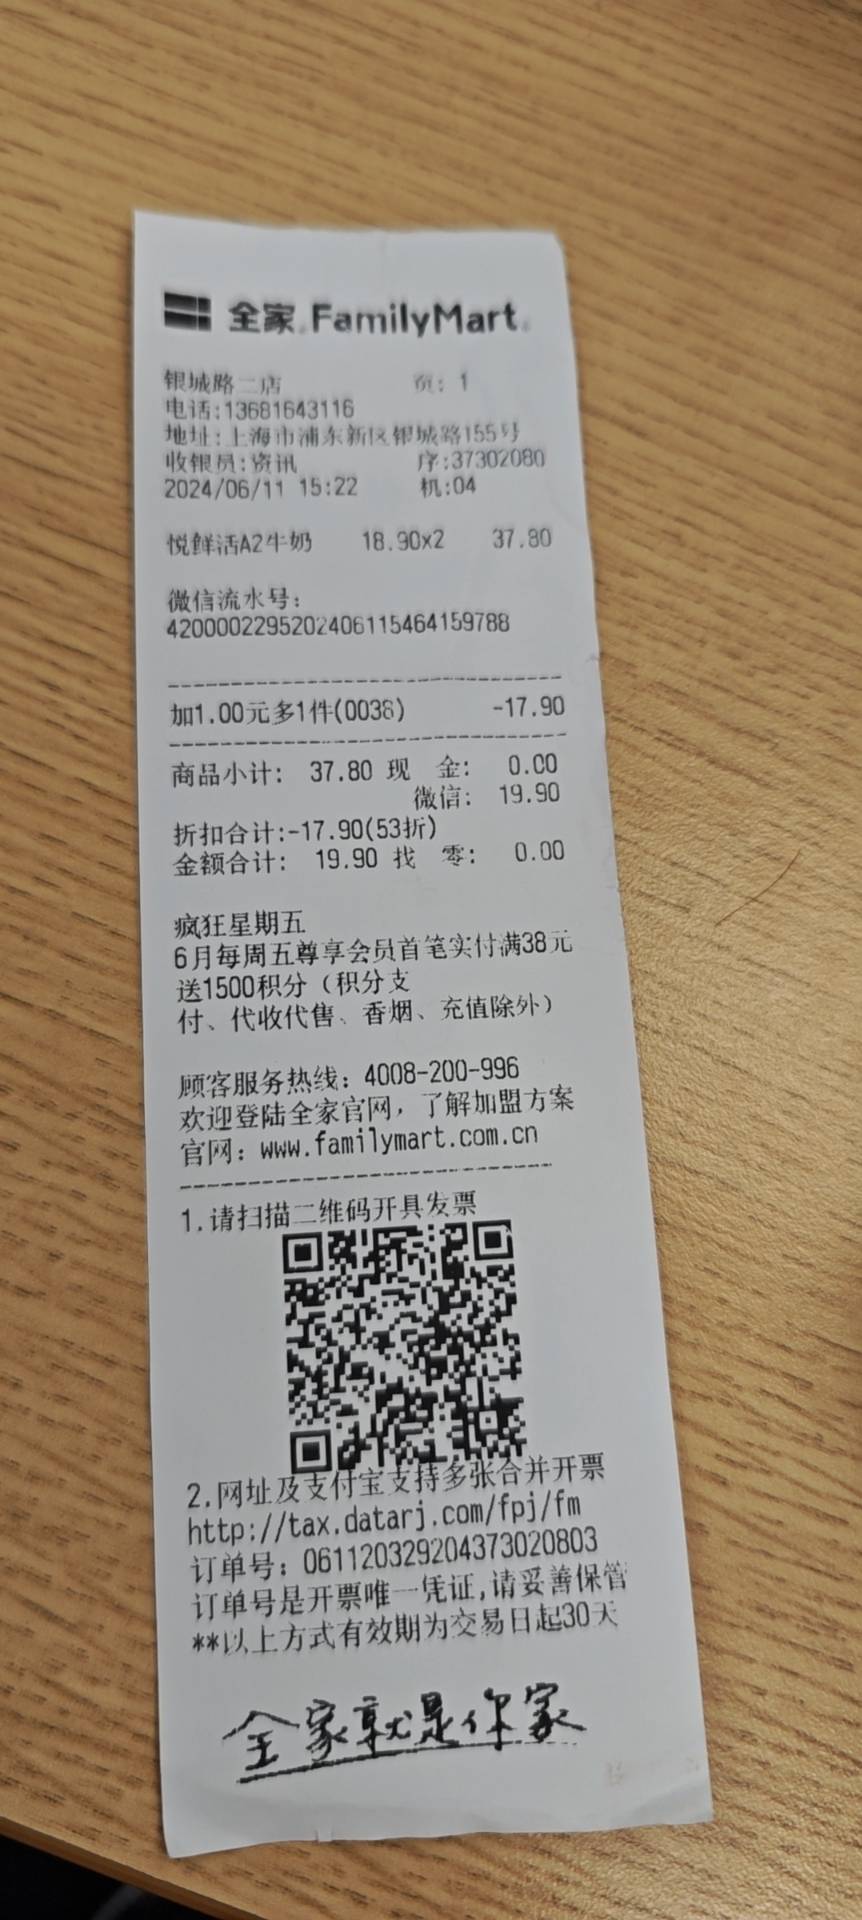 全家 FamilyMart
银城路二店 页: 1
电话:13681643116
地址:上海市浦东新区银城路155号
收银员:资讯 序:37302080
2024/06/11 15:22 机:04
悦鲜活A2牛奶 18.90x2 37.80
微信流水号:
4200002295202406115464159788
加1.00元多1件(0038) -17.90
商品小计: 37.80 现 金: 0.00
微信: 19.90
折扣合计:-17.90(53折)
金额合计: 19.90 找 零: 0.00
疯狂星期五
6月每周五尊享会员首笔实付满38元
送1500积分（积分支
付、代收代售、香烟、充值除外）
顾客服务热线: 4008-200-996
欢迎登陆全家官网，了解加盟方案
官网: www.familymart.com.cn
1.请扫描二维码开具发票
2.网址及支付宝支持多张合并开票
http://tax.datarj.com/fpj/fm
订单号: 061120329204373020803
订单号是开票唯一凭证,请妥善保管
**以上方式有效期为交易日起30天
全家就是你家